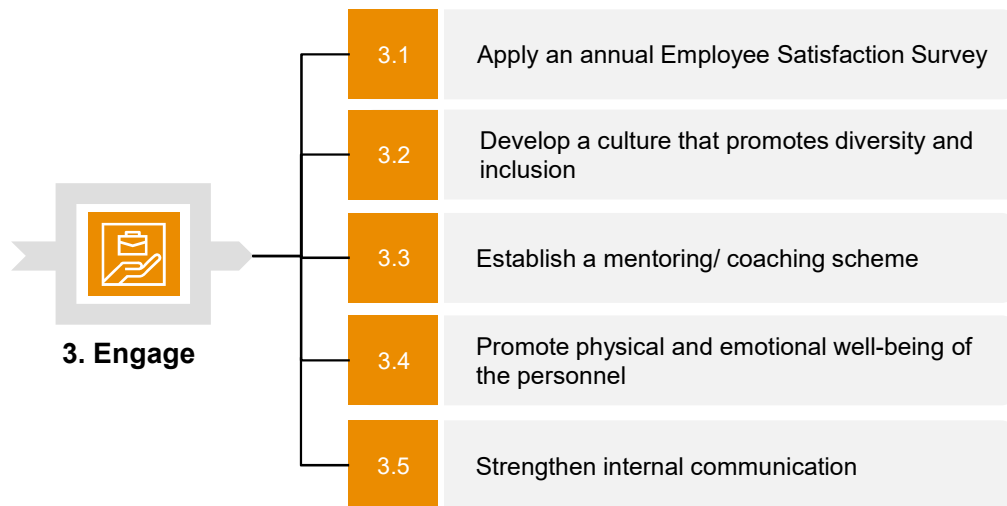 3.1
Apply an annual Employee Satisfaction Survey
3.2
Develop a culture that promotes diversity and
inclusion
3.3
Establish a mentoring/ coaching scheme
3. Engage
3.4
Promote physical and emotional well-being of
the personnel
3.5
Strengthen internal communication